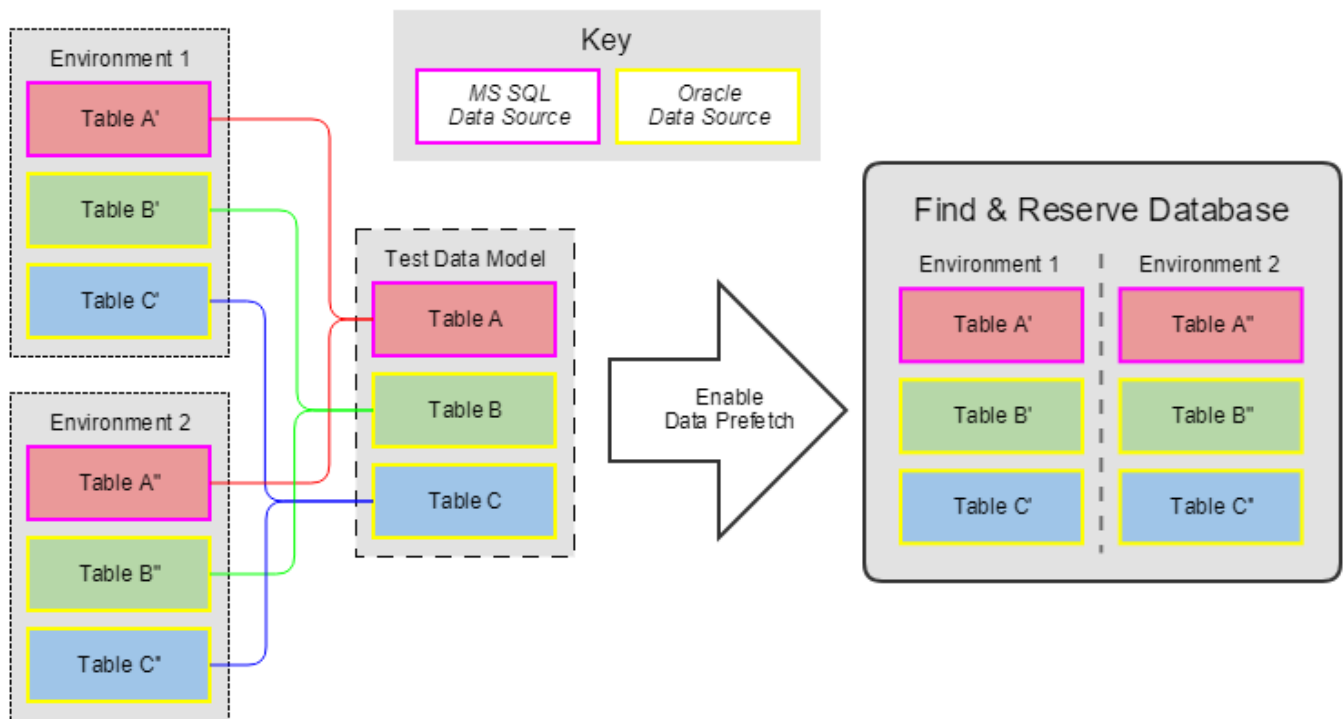 Environment 1
Table A'
Table B'
Table C'
Environment 2
Table A"
Table B"
Table C"
Key
MS SQL
Data Source
Oracle
Data Source
Test Data Model
Table A
Table B
Table C
Enable
Data Prefetch
Find & Reserve Database
Environment 1
Table A'
Table B'
Table C'
Environment 2
Table A"
Table B"
Table C"